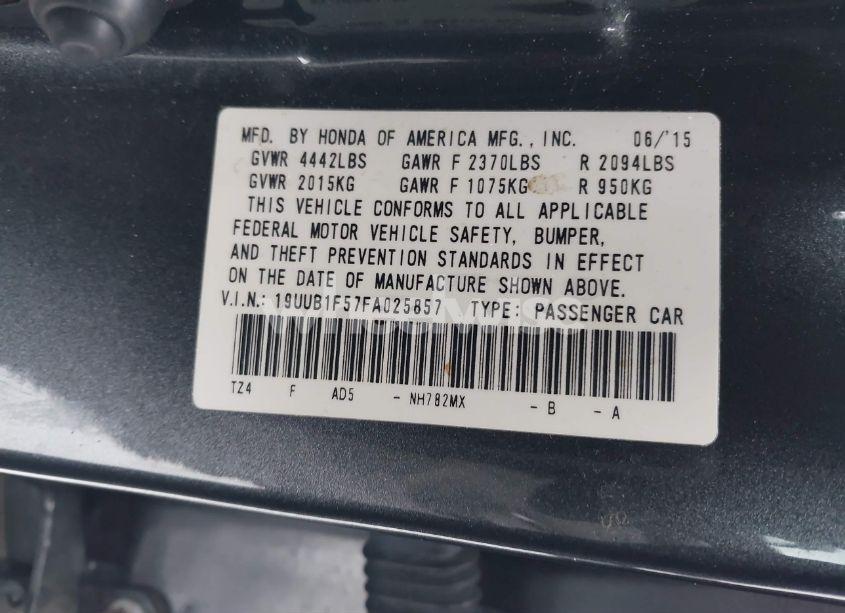 MFD. BY HONDA OF AMERICA MFG., INC. 06/'15
GVWR 4442LBS GAWR F 2370LBS R 2094LBS
GVWR 2015KG GAWR F 1075KG R 950KG
THIS VEHICLE CONFORMS TO ALL APPLICABLE
FEDERAL MOTOR VEHICLE SAFETY, BUMPER,
AND THEFT PREVENTION STANDARDS IN EFFECT
ON THE DATE OF MANUFACTURE SHOWN ABOVE.
V.I.N.: 19UUB1F57FA025857 TYPE: PASSENGER CAR
TZ4 F AD5 - NH782MX - B - A